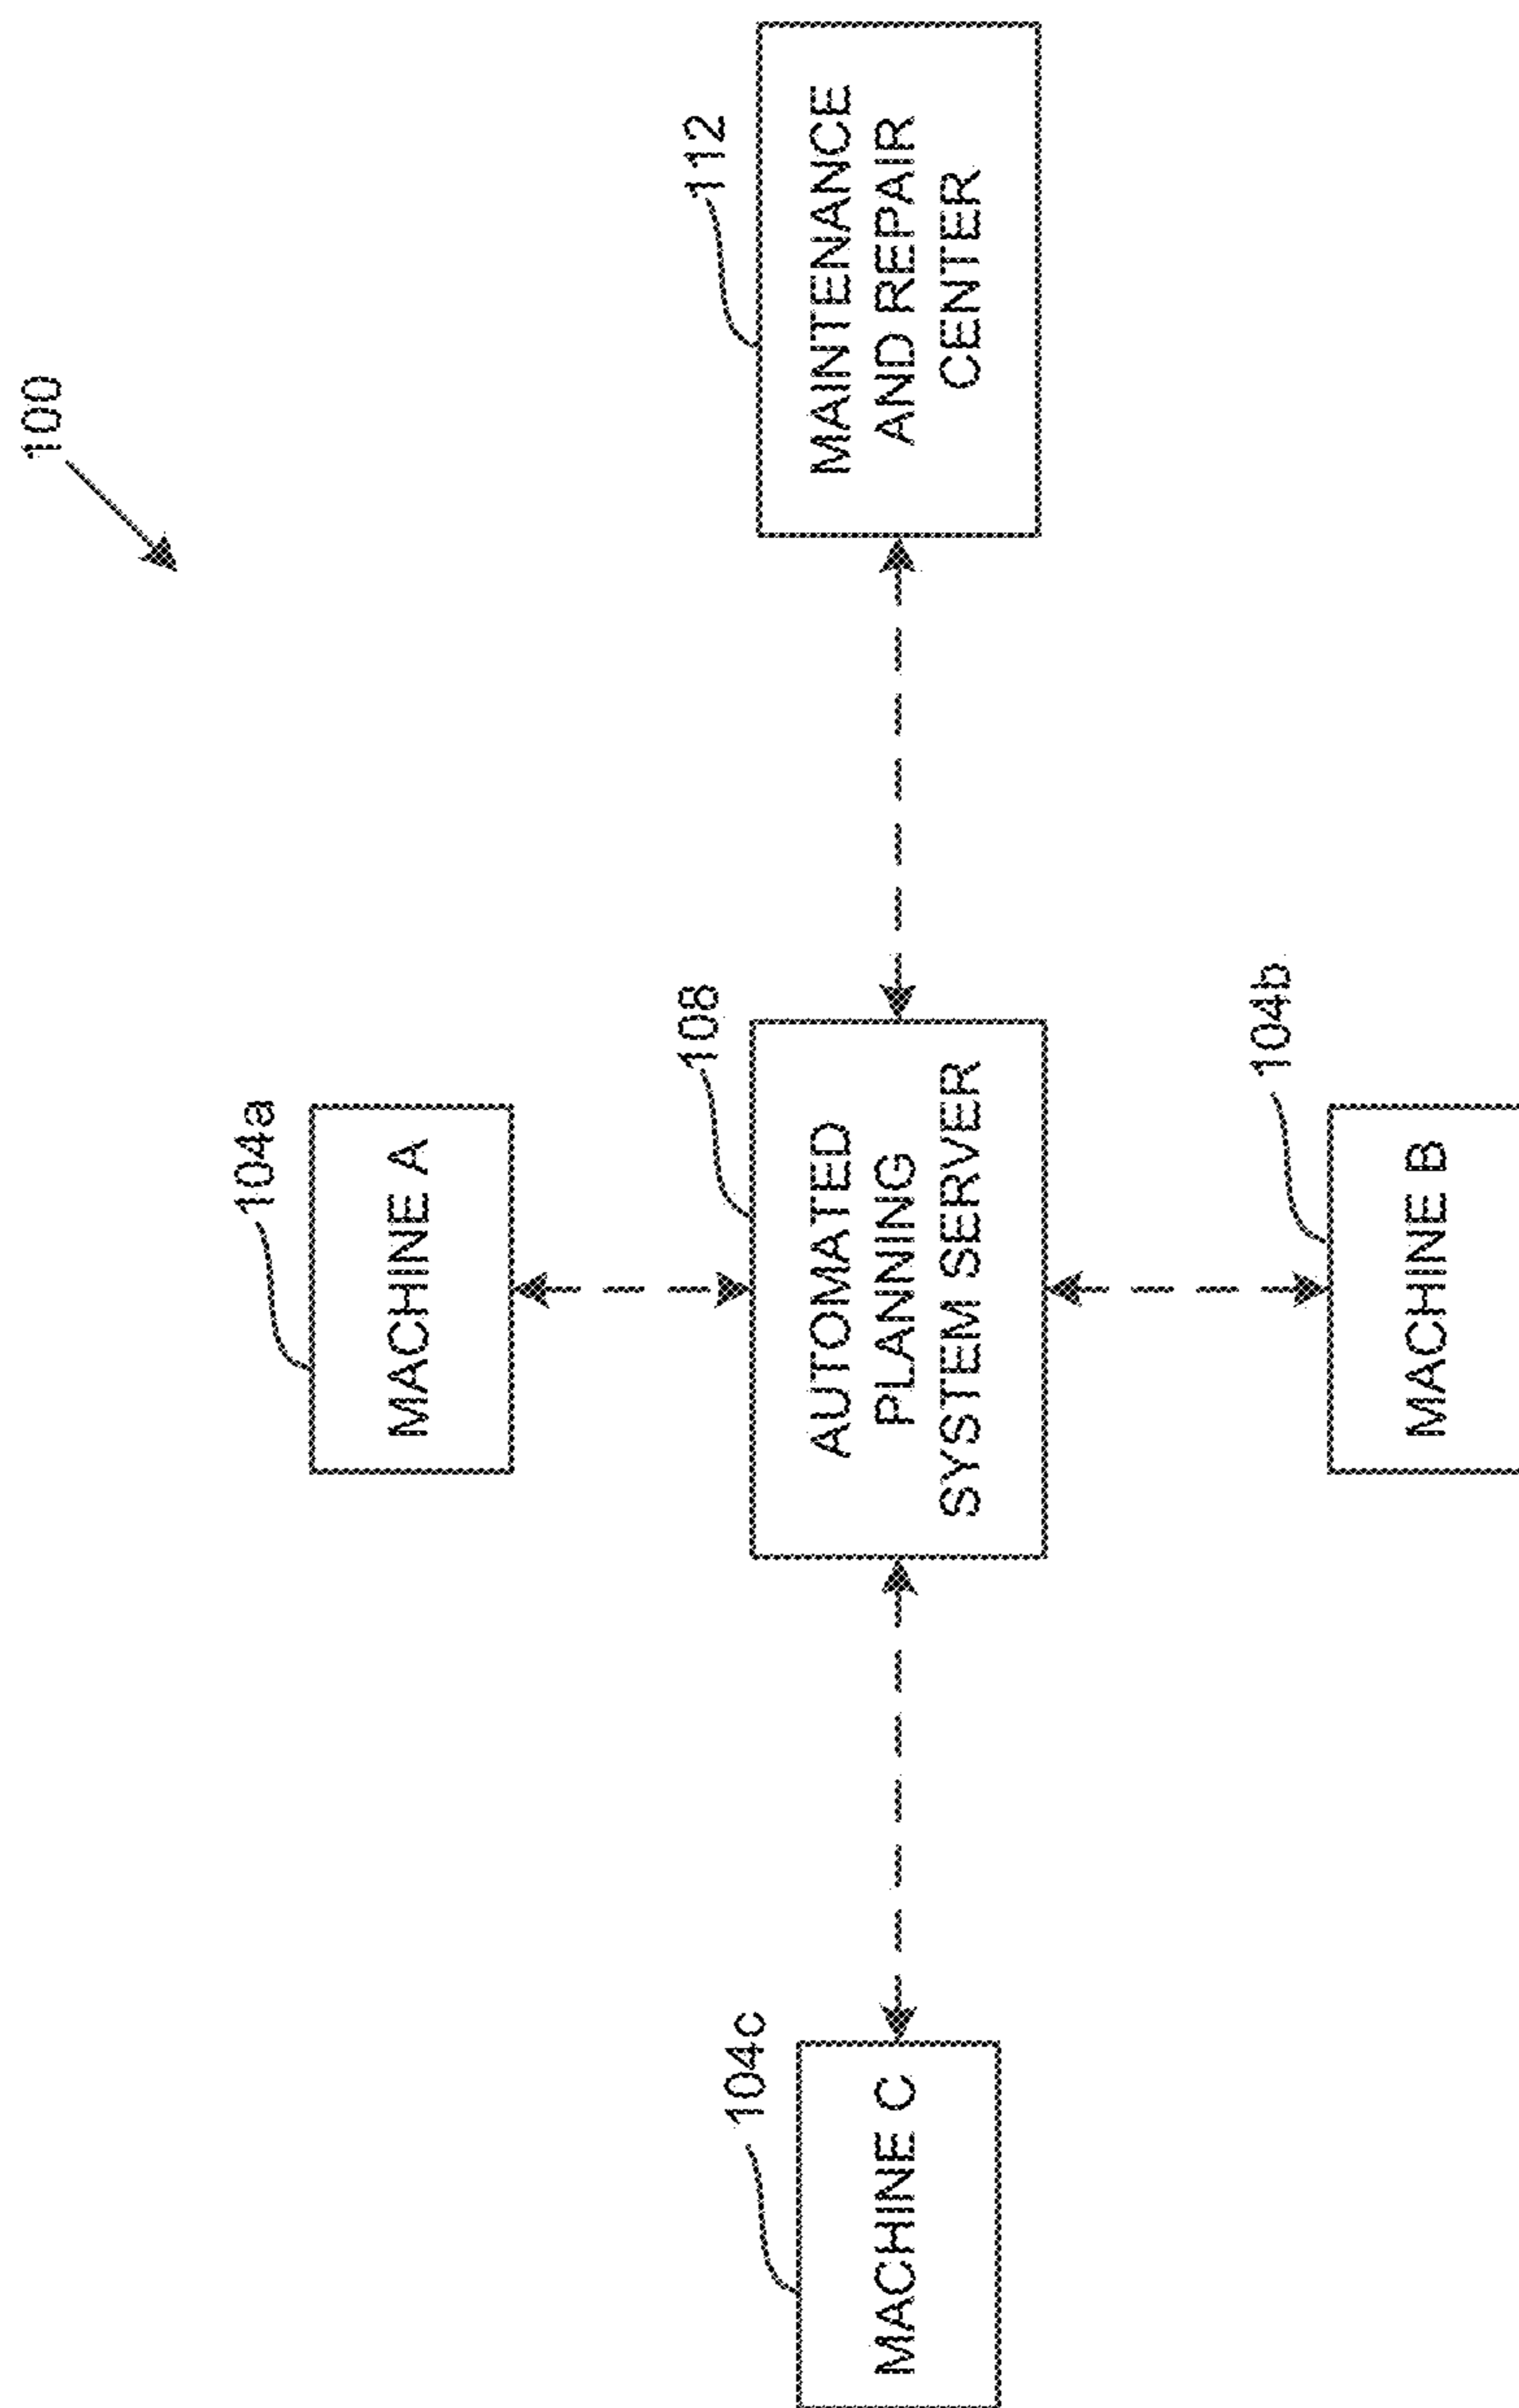 100
104a
MACHINE A
104c
MACHINE C
108
AUTOMATED
PLANNING
SYSTEM SERVER
112
MAINTENANCE
AND REPAIR
CENTER
104b
MACHINE B